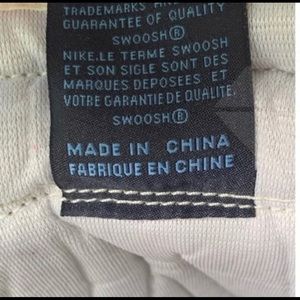 TRADEMARKS AND
GUARANTEE OF QUALITY
SWOOSH®
NIKE.LE TERME SWOOSH
ET SON SIGLE SONT DES
MARQUES DEPOSEES ET
VOTRE GARANTIE DE QUALITE.
SWOOSH®
MADE IN CHINA
FABRIQUE EN CHINE